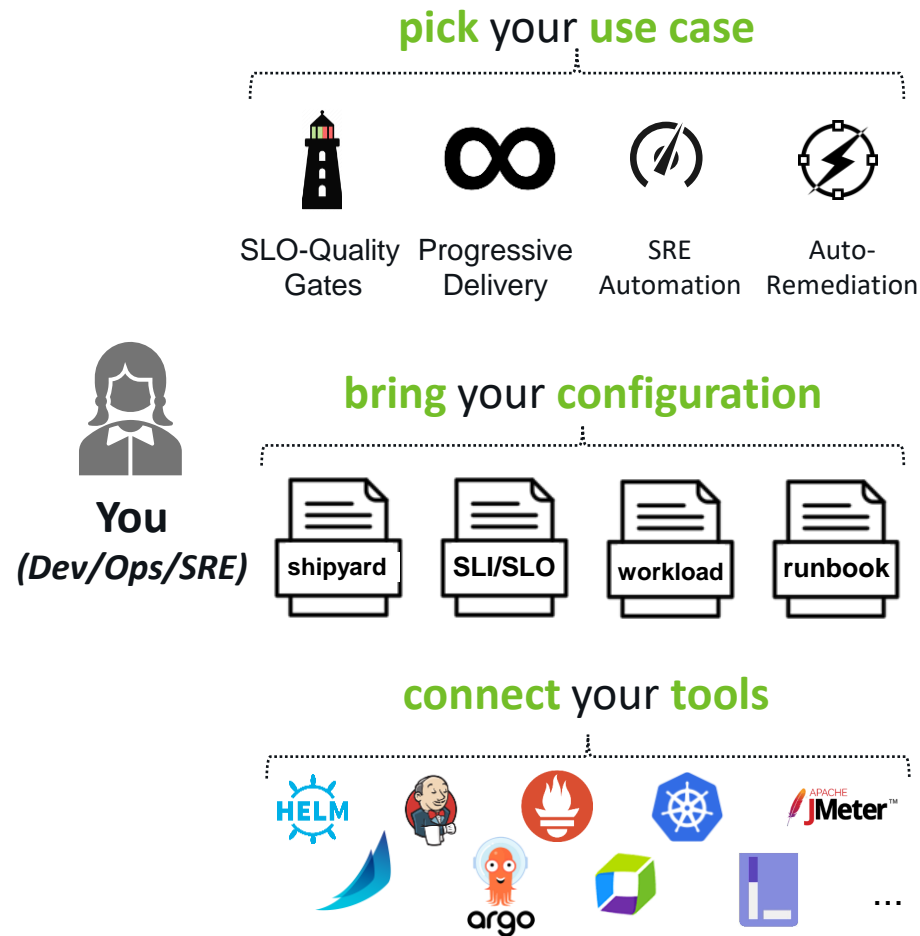 pick your use case
SLO-Quality
Gates
Progressive
Delivery
SRE
Automation
Auto-
Remediation
You
(Dev/Ops/SRE)
bring your configuration
shipyard
SLI/SLO
workload
runbook
connect your tools
HELM
APACHE
JMeter™
argo
...